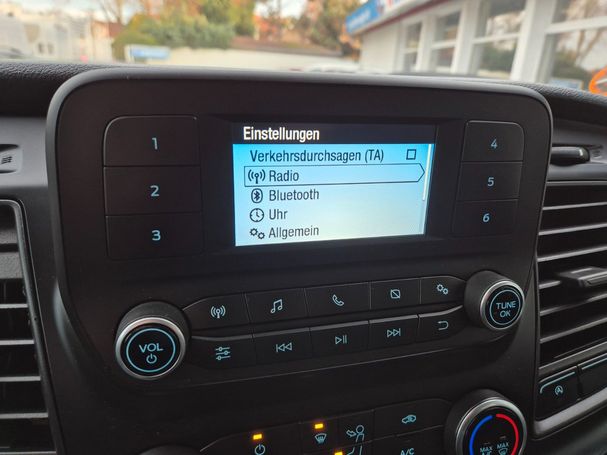 Einstellungen
Verkehrsdurchsagen (TA)
Radio
Bluetooth
Uhr
Allgemein
1
2
3
4
5
6
VOL
TUNE
OK
A/C
MAX
A/C
MAX